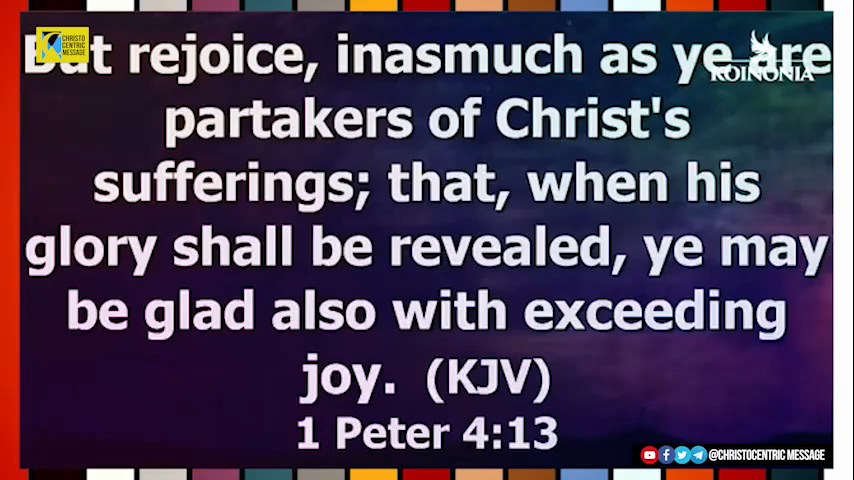 CHRISTO
CENTRIC
MESSAGE
KOINONIA
But rejoice, inasmuch as ye are
partakers of Christ's
sufferings; that, when his
glory shall be revealed, ye may
be glad also with exceeding
joy. (KJV)
1 Peter 4:13
@CHRISTOCENTRIC MESSAGE